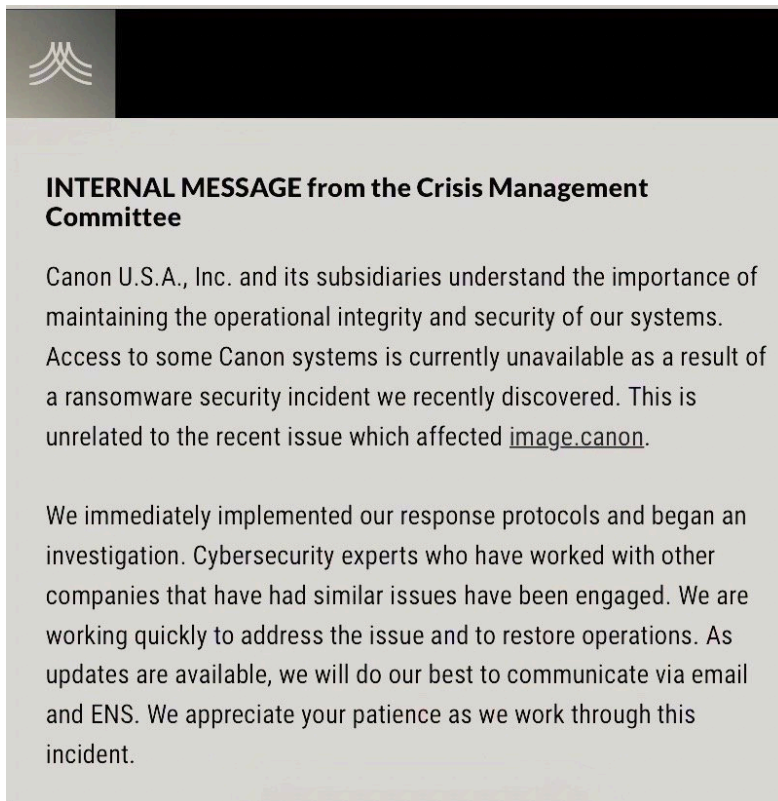 INTERNAL MESSAGE from the Crisis Management
Committee
Canon U.S.A., Inc. and its subsidiaries understand the importance of
maintaining the operational integrity and security of our systems.
Access to some Canon systems is currently unavailable as a result of
a ransomware security incident we recently discovered. This is
unrelated to the recent issue which affected image.canon.
We immediately implemented our response protocols and began an
investigation. Cybersecurity experts who have worked with other
companies that have had similar issues have been engaged. We are
working quickly to address the issue and to restore operations. As
updates are available, we will do our best to communicate via email
and ENS. We appreciate your patience as we work through this
incident.